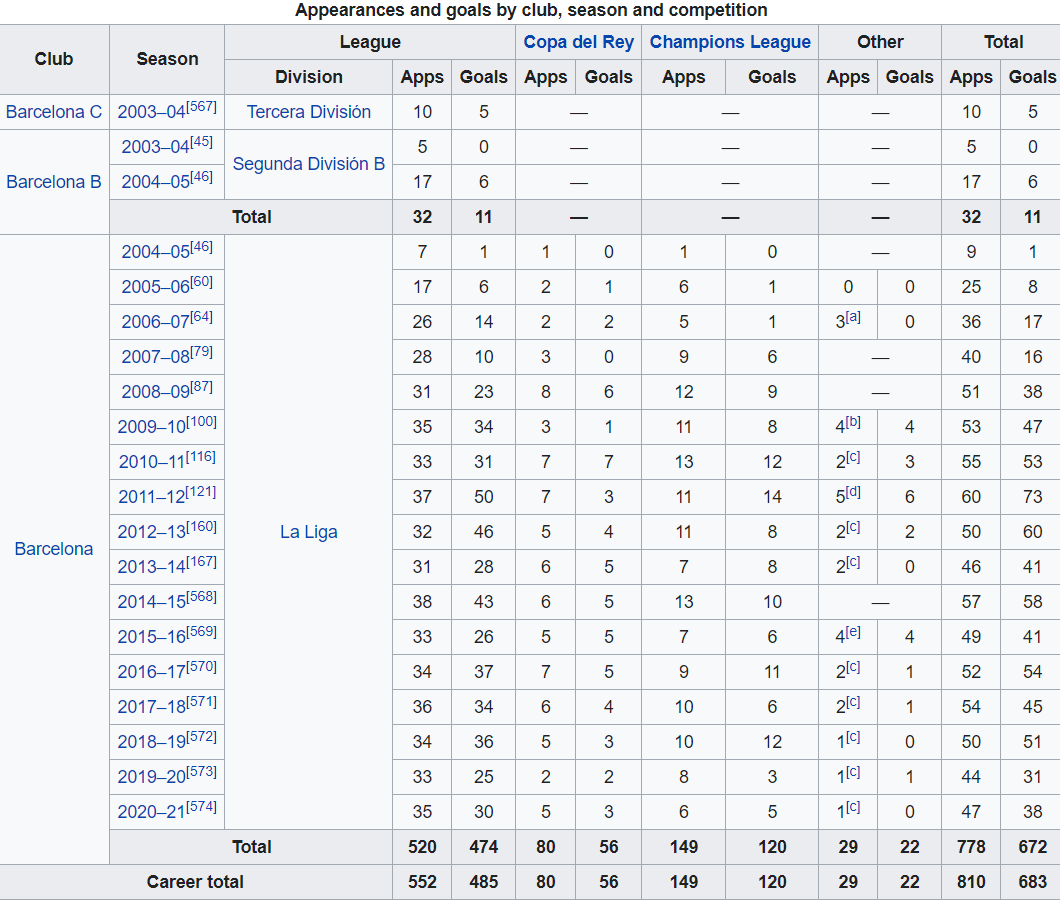 Appearances and goals by club, season and competition
Club Season League Copa del Rey Champions League Other Total
Division Apps Goals Apps Goals Apps Goals Apps Goals Apps Goals
Barcelona C 2003–04[567] Tercera División 10 5 — — — 10 5
Barcelona B 2003–04[45] Segunda División B 5 0 — — — 5 0
2004–05[46] 17 6 — — — 17 6
Total 32 11 — — — 32 11
Barcelona 2004–05[46] La Liga 7 1 1 0 1 0 — 9 1
2005–06[60] 17 6 2 1 6 1 0 0 25 8
2006–07[64] 26 14 2 2 5 1 3[a] 0 36 17
2007–08[79] 28 10 3 0 9 6 — 40 16
2008–09[87] 31 23 8 6 12 9 — 51 38
2009–10[100] 35 34 3 1 11 8 4[b] 4 53 47
2010–11[116] 33 31 7 7 13 12 2[c] 3 55 53
2011–12[121] 37 50 7 3 11 14 5[d] 6 60 73
2012–13[160] 32 46 5 4 11 8 2[c] 2 50 60
2013–14[167] 31 28 6 5 7 8 2[c] 0 46 41
2014–15[568] 38 43 6 5 13 10 — 57 58
2015–16[569] 33 26 5 5 7 6 4[e] 4 49 41
2016–17[570] 34 37 7 5 9 11 2[c] 1 52 54
2017–18[571] 36 34 6 4 10 6 2[c] 1 54 45
2018–19[572] 34 36 5 3 10 12 1[c] 0 50 51
2019–20[573] 33 25 2 2 8 3 1[c] 1 44 31
2020–21[574] 35 30 5 3 6 5 1[c] 0 47 38
Total 520 474 80 56 149 120 29 22 778 672
Career total 552 485 80 56 149 120 29 22 810 683